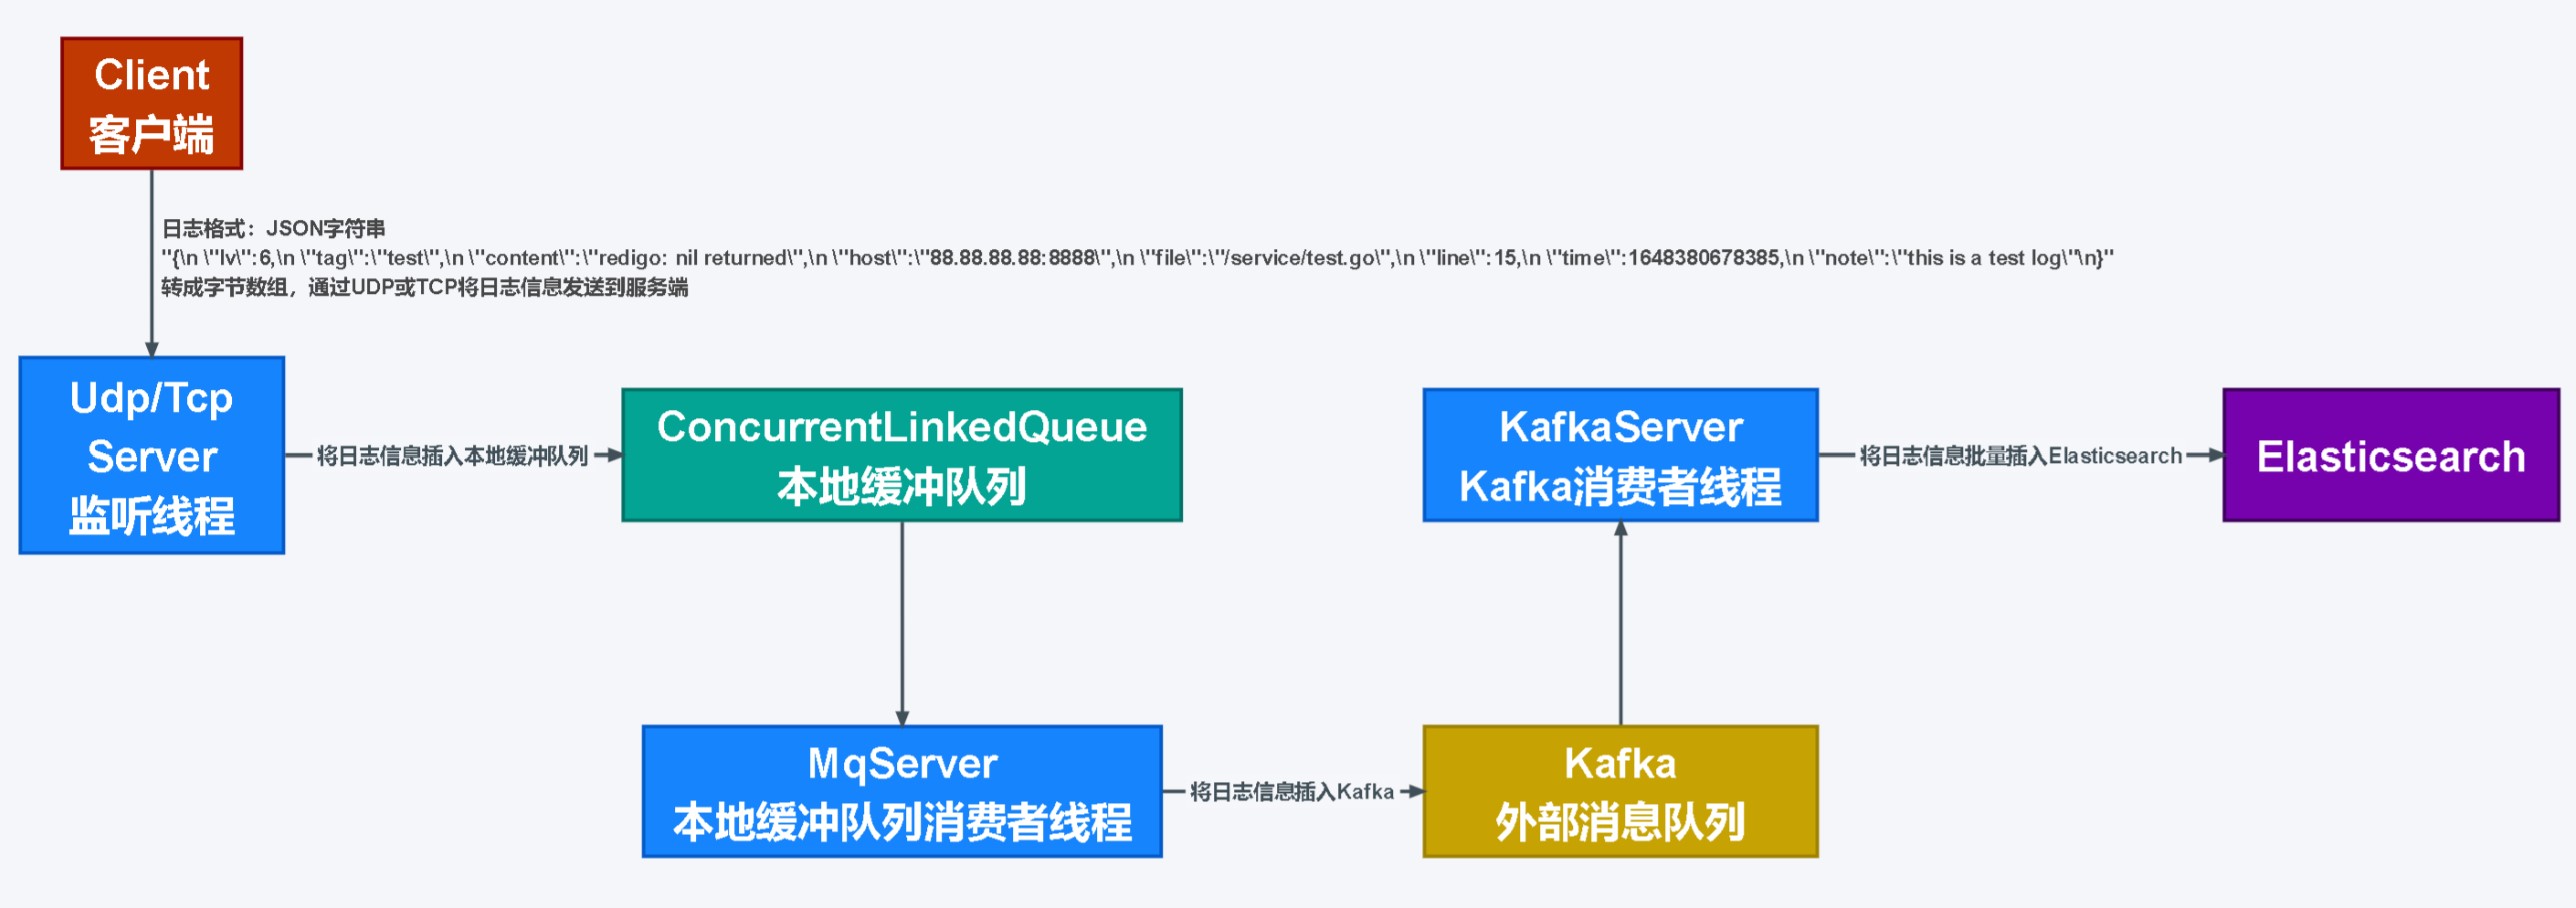 Client
客户端
日志格式：JSON字符串
"{\n \"lv\":6,\n \"tag\":\"test\",\n \"content\":\"redigo: nil returned\",\n \"host\":\"88.88.88.88:8888\",\n \"file\":\"/service/test.go\",\n \"line\":15,\n \"time\":1648380678385,\n \"note\":\"this is a test log\"\n}"
转成字节数组，通过UDP或TCP将日志信息发送到服务端
Udp/Tcp
Server
监听线程
将日志信息插入本地缓冲队列
ConcurrentLinkedQueue
本地缓冲队列
KafkaServer
Kafka消费者线程
将日志信息批量插入Elasticsearch
Elasticsearch
MqServer
本地缓冲队列消费者线程
将日志信息插入Kafka
Kafka
外部消息队列